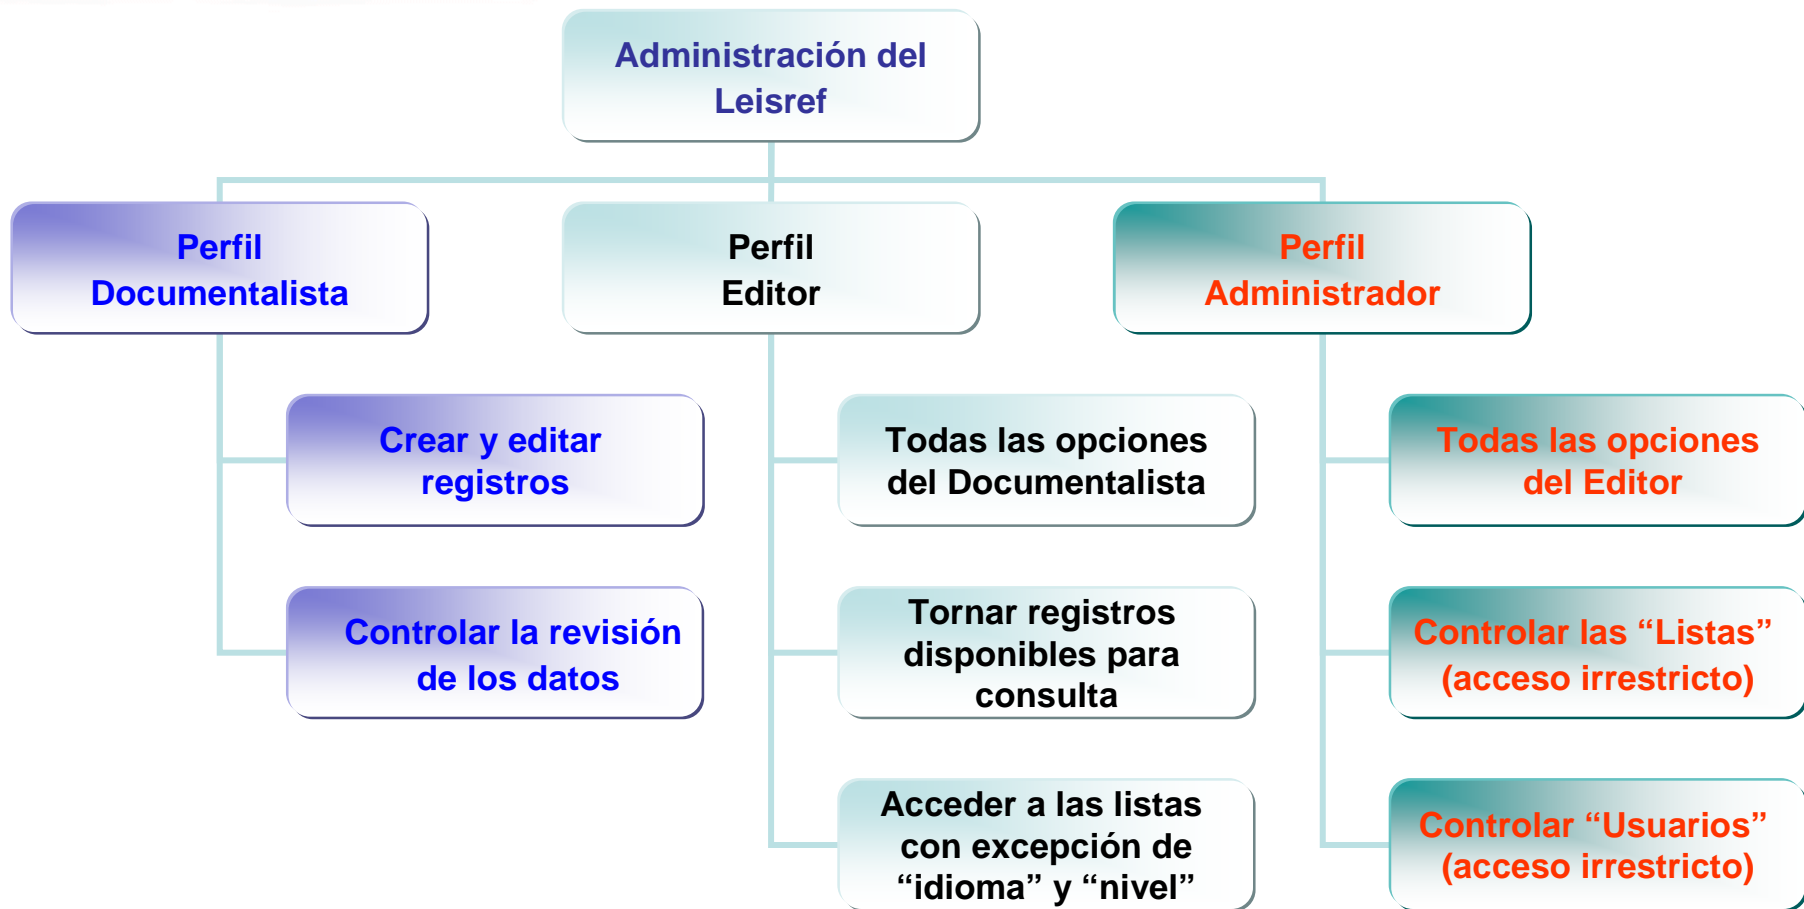 Administración del
Leisref
Perfil
Documentalista
Perfil
Editor
Perfil
Administrador
Crear y editar
registros
Todas las opciones
del Documentalista
Todas las opciones
del Editor
Controlar la revisión
de los datos
Tornar registros
disponibles para
consulta
Controlar las “Listas”
(acceso irrestricto)
Acceder a las listas
con excepción de
“idioma” y “nivel”
Controlar “Usuarios”
(acceso irrestricto)